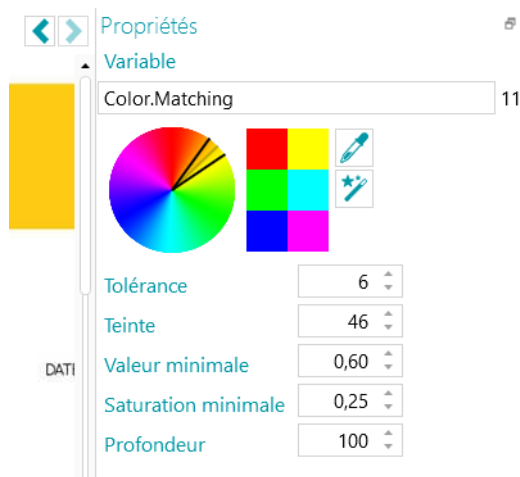 Propriétés
Variable
Color.Matching 11
Tolérance 6
Teinte 46
DATE Valeur minimale 0,60
Saturation minimale 0,25
Profondeur 100